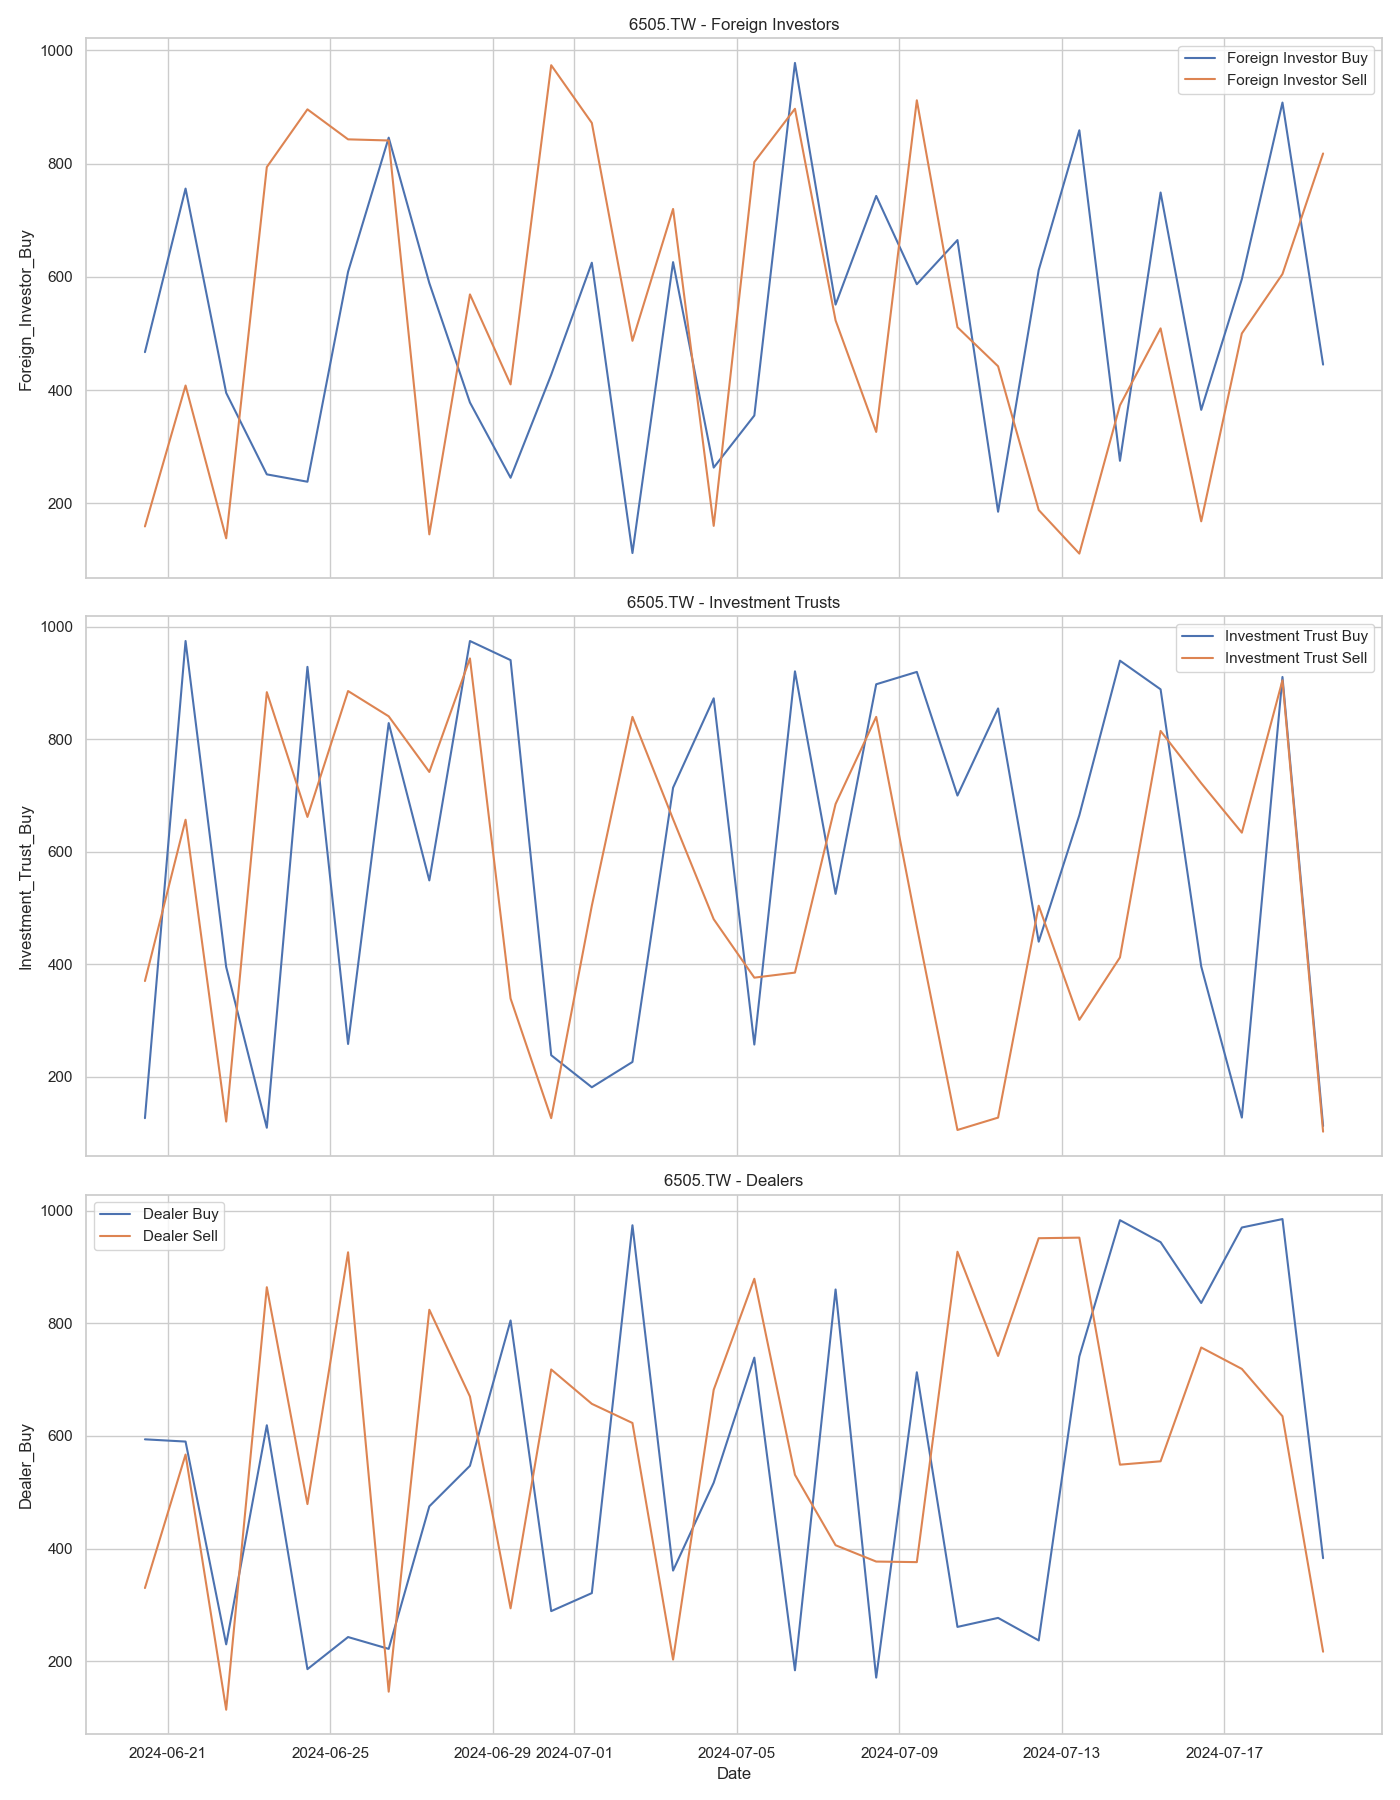 6505.TW - Foreign Investors
Foreign Investor Buy
Foreign Investor Sell
Foreign_Investor_Buy
1000
800
600
400
200
6505.TW - Investment Trusts
Investment Trust Buy
Investment Trust Sell
Investment_Trust_Buy
1000
800
600
400
200
6505.TW - Dealers
Dealer Buy
Dealer Sell
Dealer_Buy
1000
800
600
400
200
2024-06-21 2024-06-25 2024-06-29 2024-07-01 2024-07-05 2024-07-09 2024-07-13 2024-07-17
Date